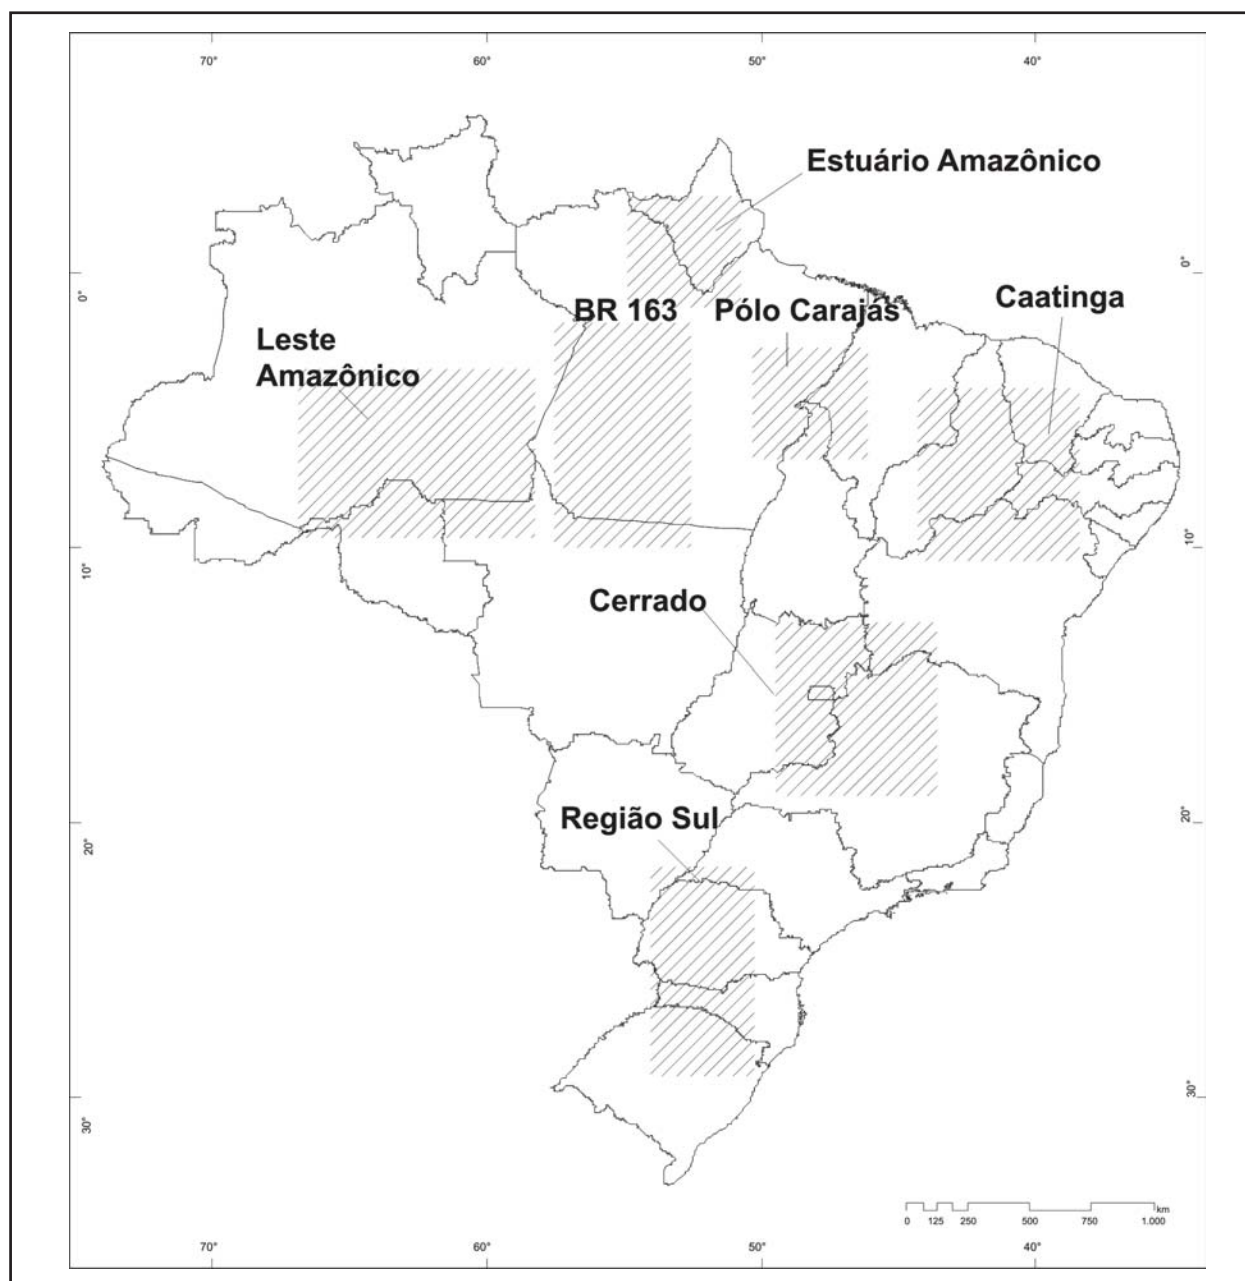 70° 60° 50° 40°
Estuário Amazônico
0° 0°
Caatinga
BR 163 Pólo Carajás
Leste
Amazônico
10° 10°
Cerrado
Região Sul
20° 20°
30° 30°
km
0 125 250 500 750 1.000
70° 60° 50° 40°